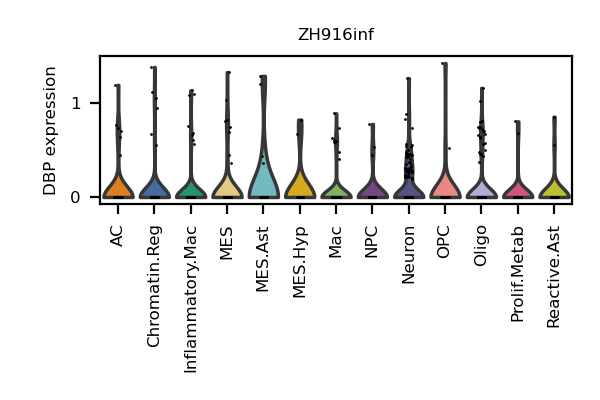 ZH916inf
DBP expression
1
0
AC
Chromatin.Reg
Inflammatory.Mac
MES
MES.Ast
MES.Hyp
Mac
NPC
Neuron
OPC
Oligo
Prolif.Metab
Reactive.Ast